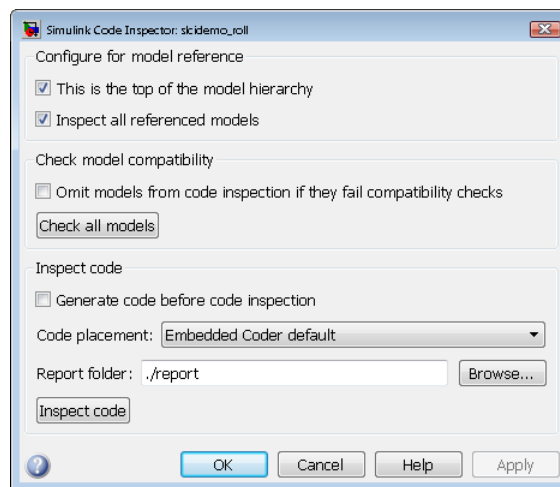 Simulink Code Inspector: slcidemo_roll
Configure for model reference
This is the top of the model hierarchy
Inspect all referenced models
Check model compatibility
Omit models from code inspection if they fail compatibility checks
Check all models
Inspect code
Generate code before code inspection
Code placement: Embedded Coder default
Report folder: ./report Browse...
Inspect code
OK Cancel Help Apply